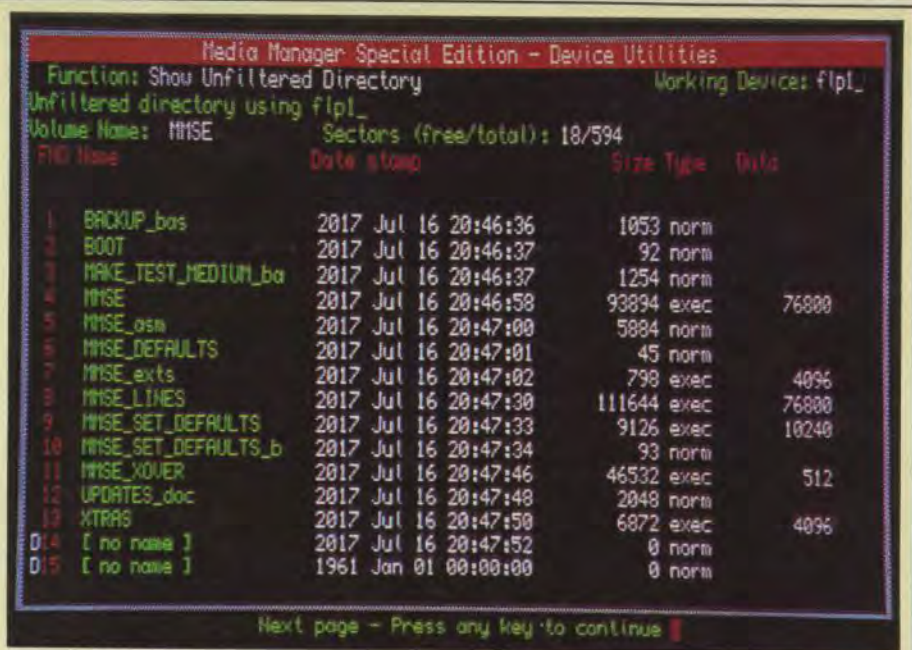 Media Manager Special Edition - Device Utilities
Function: Show Unfiltered Directory Working Device: flp1_
Unfiltered directory using flp1_
Volume Name: MMSE Sectors (free/total): 18/594
FNO Name Date stamp Size Type Data
1 BACKUP_bas 2017 Jul 16 20:46:36 1053 norm
2 BOOT 2017 Jul 16 20:46:37 92 norm
3 MAKE_TEST_MEDIUM_ba 2017 Jul 16 20:46:37 1254 norm
4 MMSE 2017 Jul 16 20:46:58 93894 exec 76800
5 MMSE_asm 2017 Jul 16 20:47:00 5884 norm
6 MMSE_DEFAULTS 2017 Jul 16 20:47:01 45 norm
7 MMSE_exts 2017 Jul 16 20:47:02 798 exec 4096
8 MMSE_LINES 2017 Jul 16 20:47:30 111644 exec 76800
9 MMSE_SET_DEFAULTS 2017 Jul 16 20:47:33 9126 exec 10240
10 MMSE_SET_DEFAULTS_b 2017 Jul 16 20:47:34 93 norm
11 MMSE_XOVER 2017 Jul 16 20:47:46 46532 exec 512
12 UPDATES_doc 2017 Jul 16 20:47:48 2048 norm
13 XTRAS 2017 Jul 16 20:47:50 6872 exec 4096
D14 [ no name ] 2017 Jul 16 20:47:52 0 norm
D15 [ no name ] 1961 Jan 01 00:00:00 0 norm
Next page - Press any key to continue